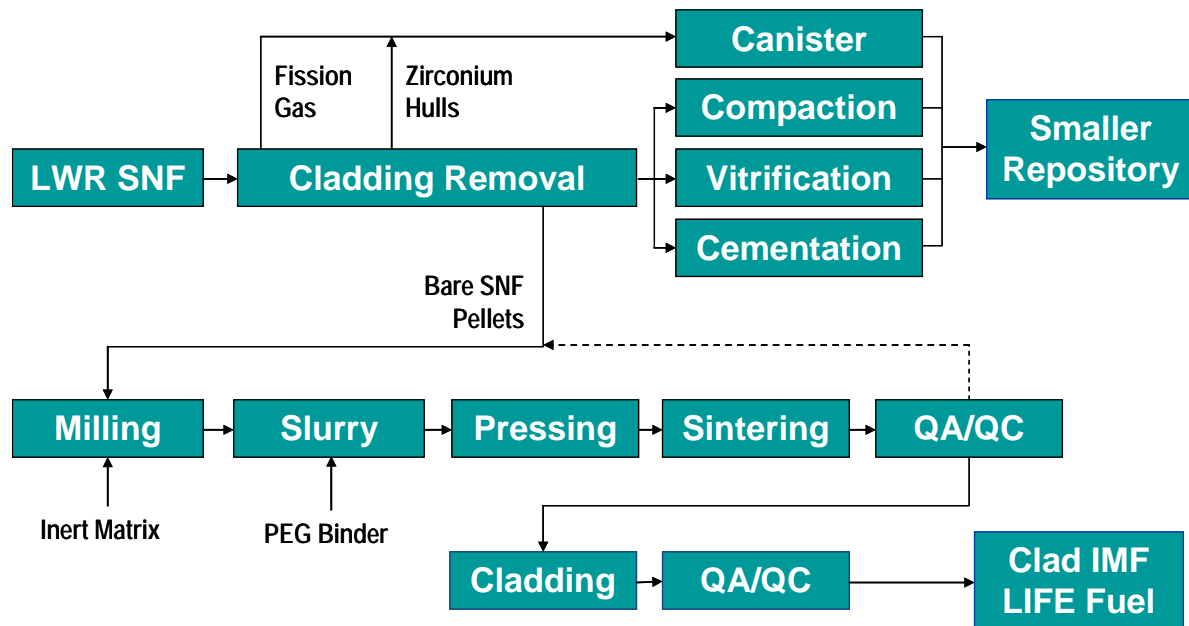 Canister
Fission
Gas
Zirconium
Hulls
Compaction
Smaller
Repository
LWR SNF
Cladding Removal
Vitrification
Cementation
Bare SNF
Pellets
Milling
Slurry
Pressing
Sintering
QA/QC
Inert Matrix
PEG Binder
Cladding
QA/QC
Clad IMF
LIFE Fuel